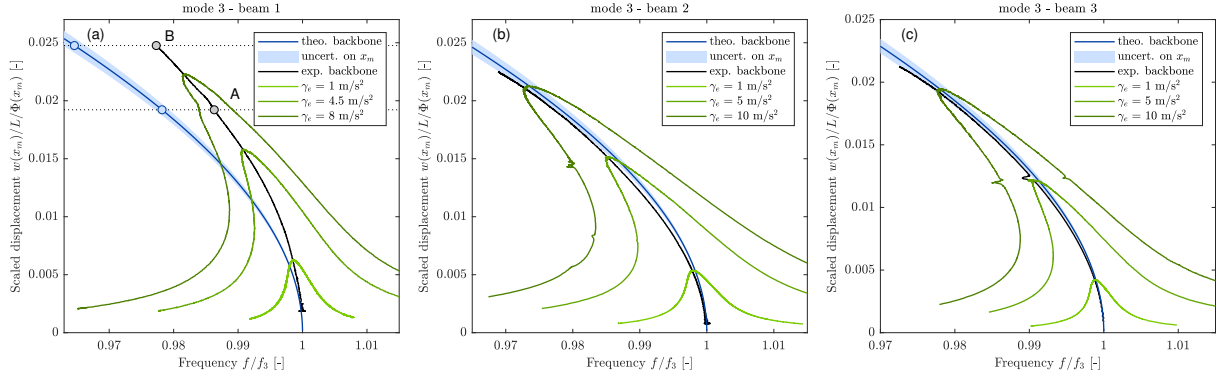 mode 3 - beam 1
(a)
B
A
theo. backbone
uncert. on x_m
exp. backbone
γ_e = 1 m/s²
γ_e = 4.5 m/s²
γ_e = 8 m/s²
Scaled displacement w(x_m)/L/Φ(x_m) [-]
0.025
0.02
0.015
0.01
0.005
0
0.97 0.98 0.99 1 1.01
Frequency f/f_3 [-]
mode 3 - beam 2
(b)
theo. backbone
uncert. on x_m
exp. backbone
γ_e = 1 m/s²
γ_e = 5 m/s²
γ_e = 10 m/s²
Scaled displacement w(x_m)/L/Φ(x_m) [-]
0.025
0.02
0.015
0.01
0.005
0
0.97 0.98 0.99 1 1.01
Frequency f/f_3 [-]
mode 3 - beam 3
(c)
theo. backbone
uncert. on x_m
exp. backbone
γ_e = 1 m/s²
γ_e = 5 m/s²
γ_e = 10 m/s²
Scaled displacement w(x_m)/L/Φ(x_m) [-]
0.025
0.02
0.015
0.01
0.005
0
0.97 0.98 0.99 1 1.01
Frequency f/f_3 [-]